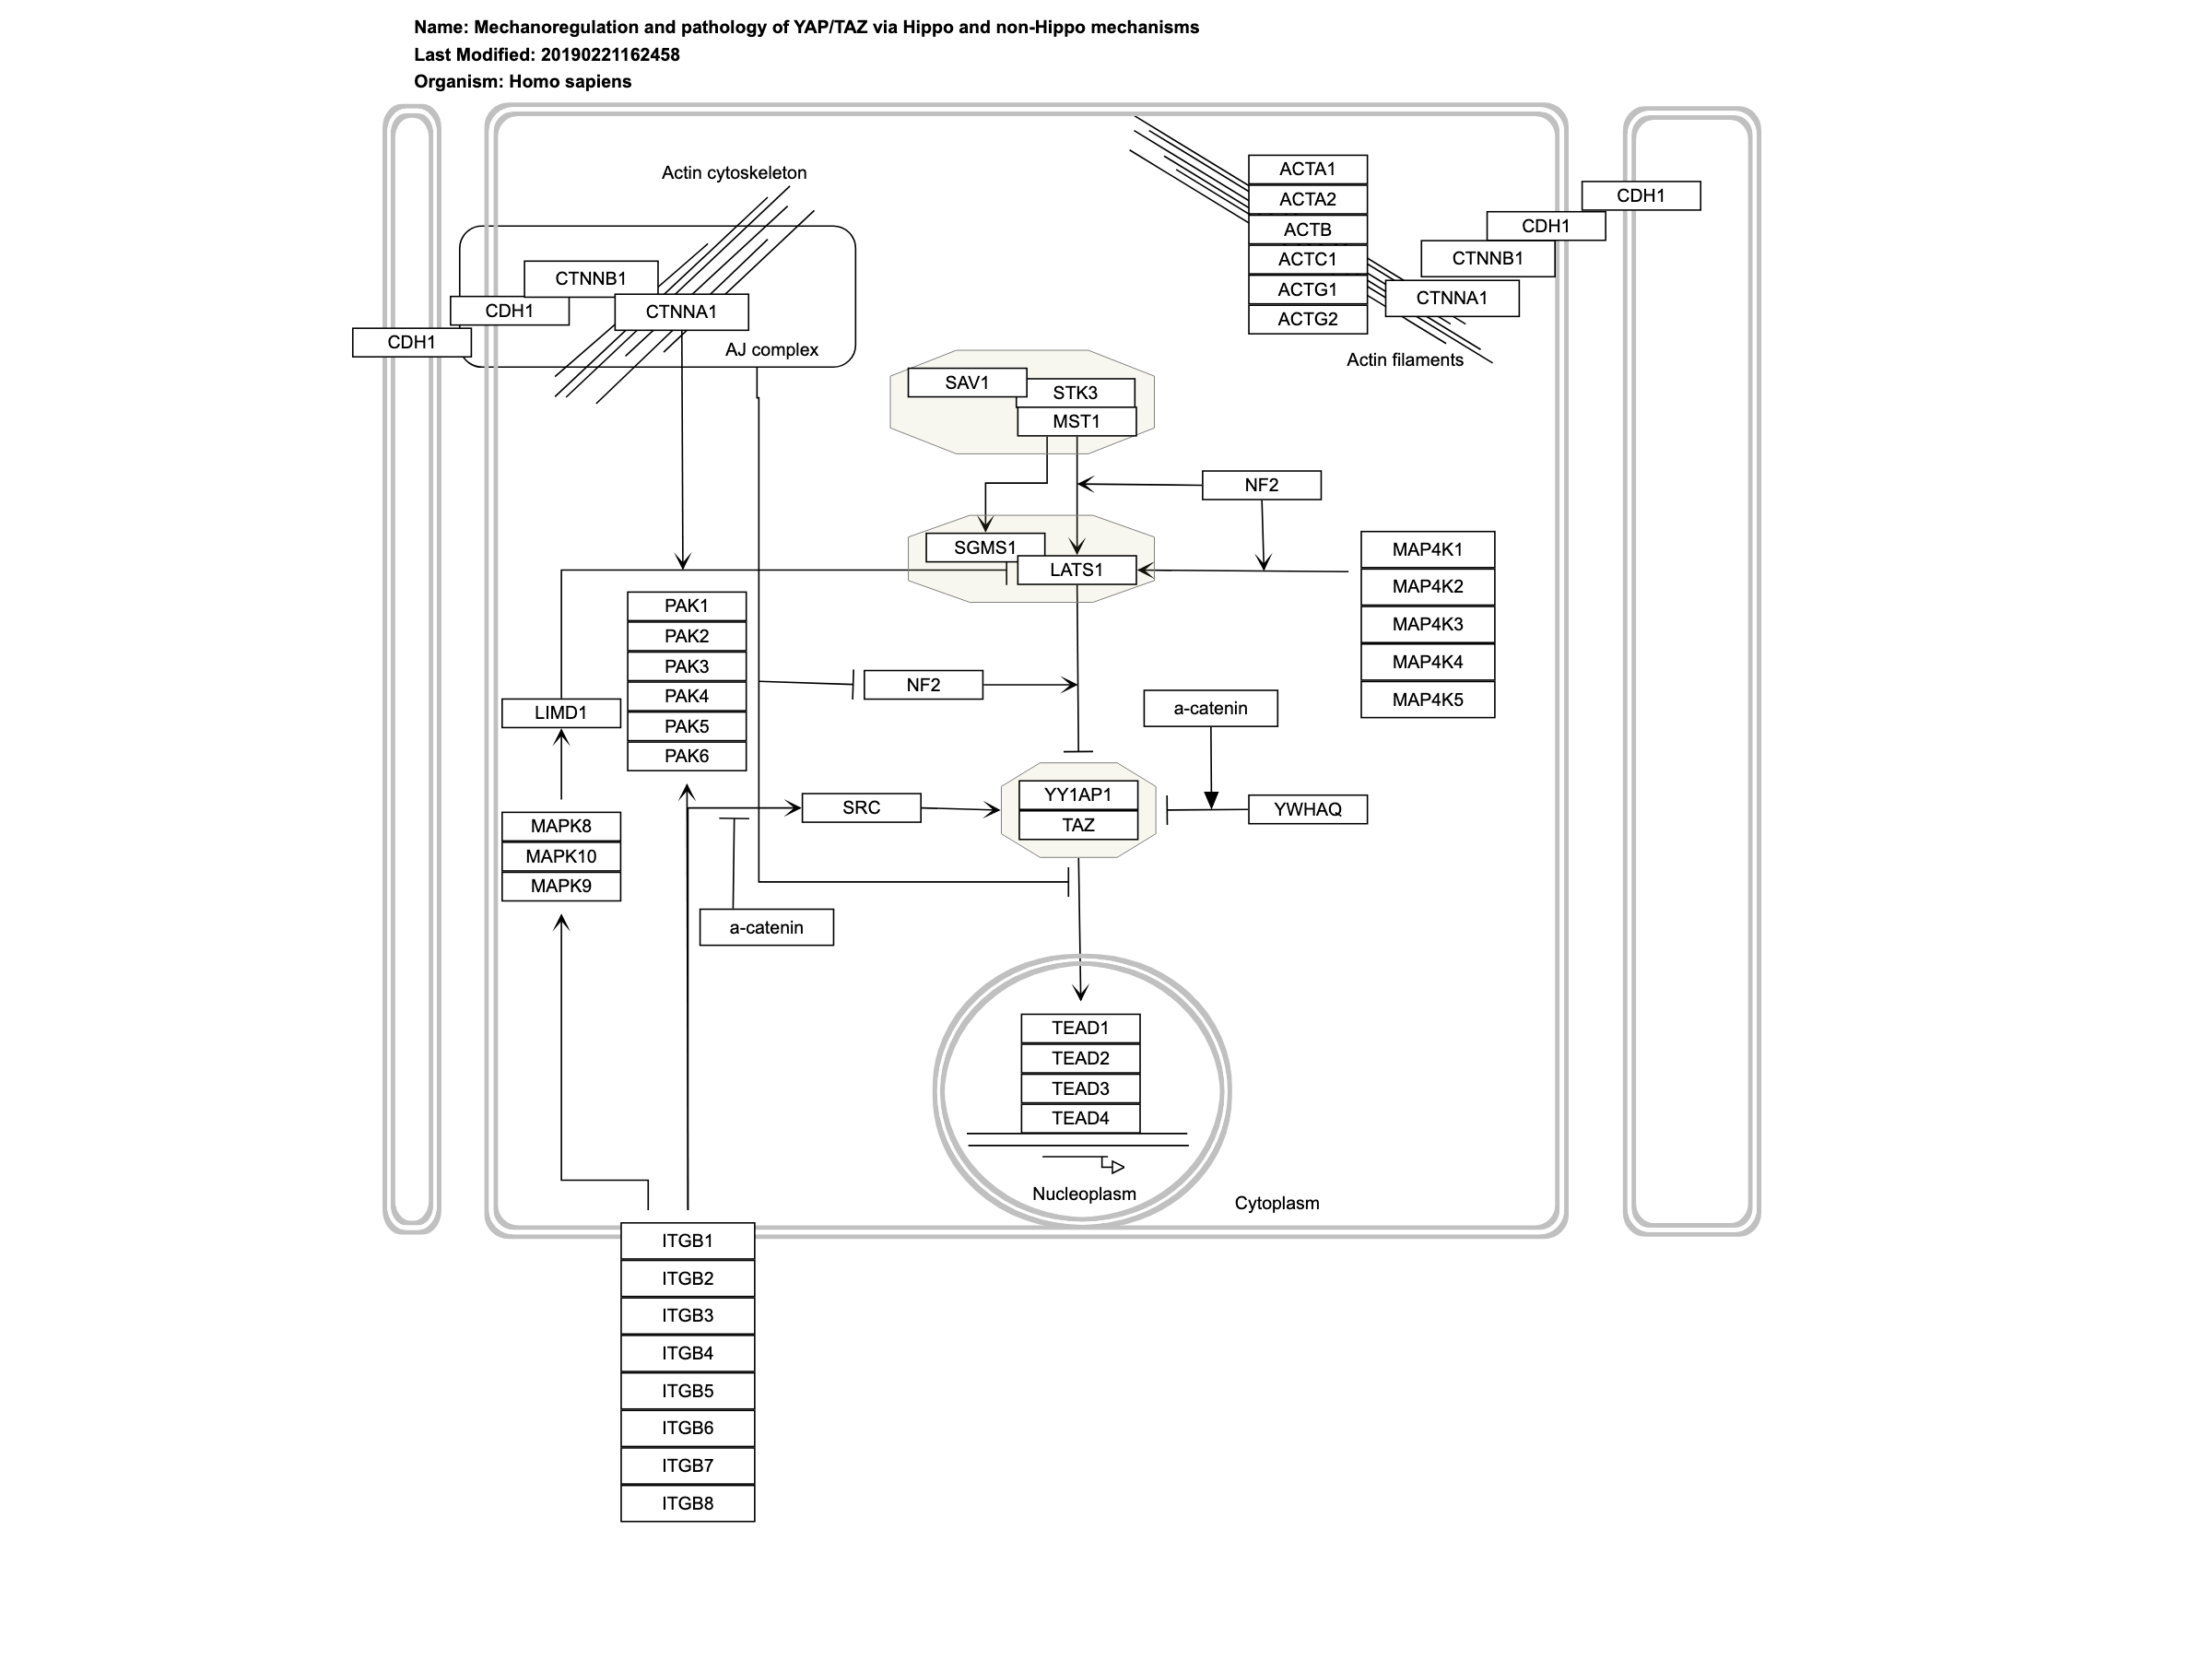 Name: Mechanoregulation and pathology of YAP/TAZ via Hippo and non-Hippo mechanisms
Last Modified: 20190221162458
Organism: Homo sapiens
Actin cytoskeleton
CTNNB1
CDH1
CTNNA1
CDH1
AJ complex
ACTA1
ACTA2
ACTB
ACTC1
ACTG1
ACTG2
CDH1
CDH1
CTNNB1
CTNNA1
Actin filaments
SAV1
STK3
MST1
NF2
SGMS1
LATS1
MAP4K1
MAP4K2
MAP4K3
MAP4K4
MAP4K5
PAK1
PAK2
PAK3
PAK4
PAK5
PAK6
LIMD1
NF2
a-catenin
MAPK8
MAPK10
MAPK9
SRC
YY1AP1
TAZ
YWHAQ
a-catenin
TEAD1
TEAD2
TEAD3
TEAD4
Nucleoplasm
Cytoplasm
ITGB1
ITGB2
ITGB3
ITGB4
ITGB5
ITGB6
ITGB7
ITGB8